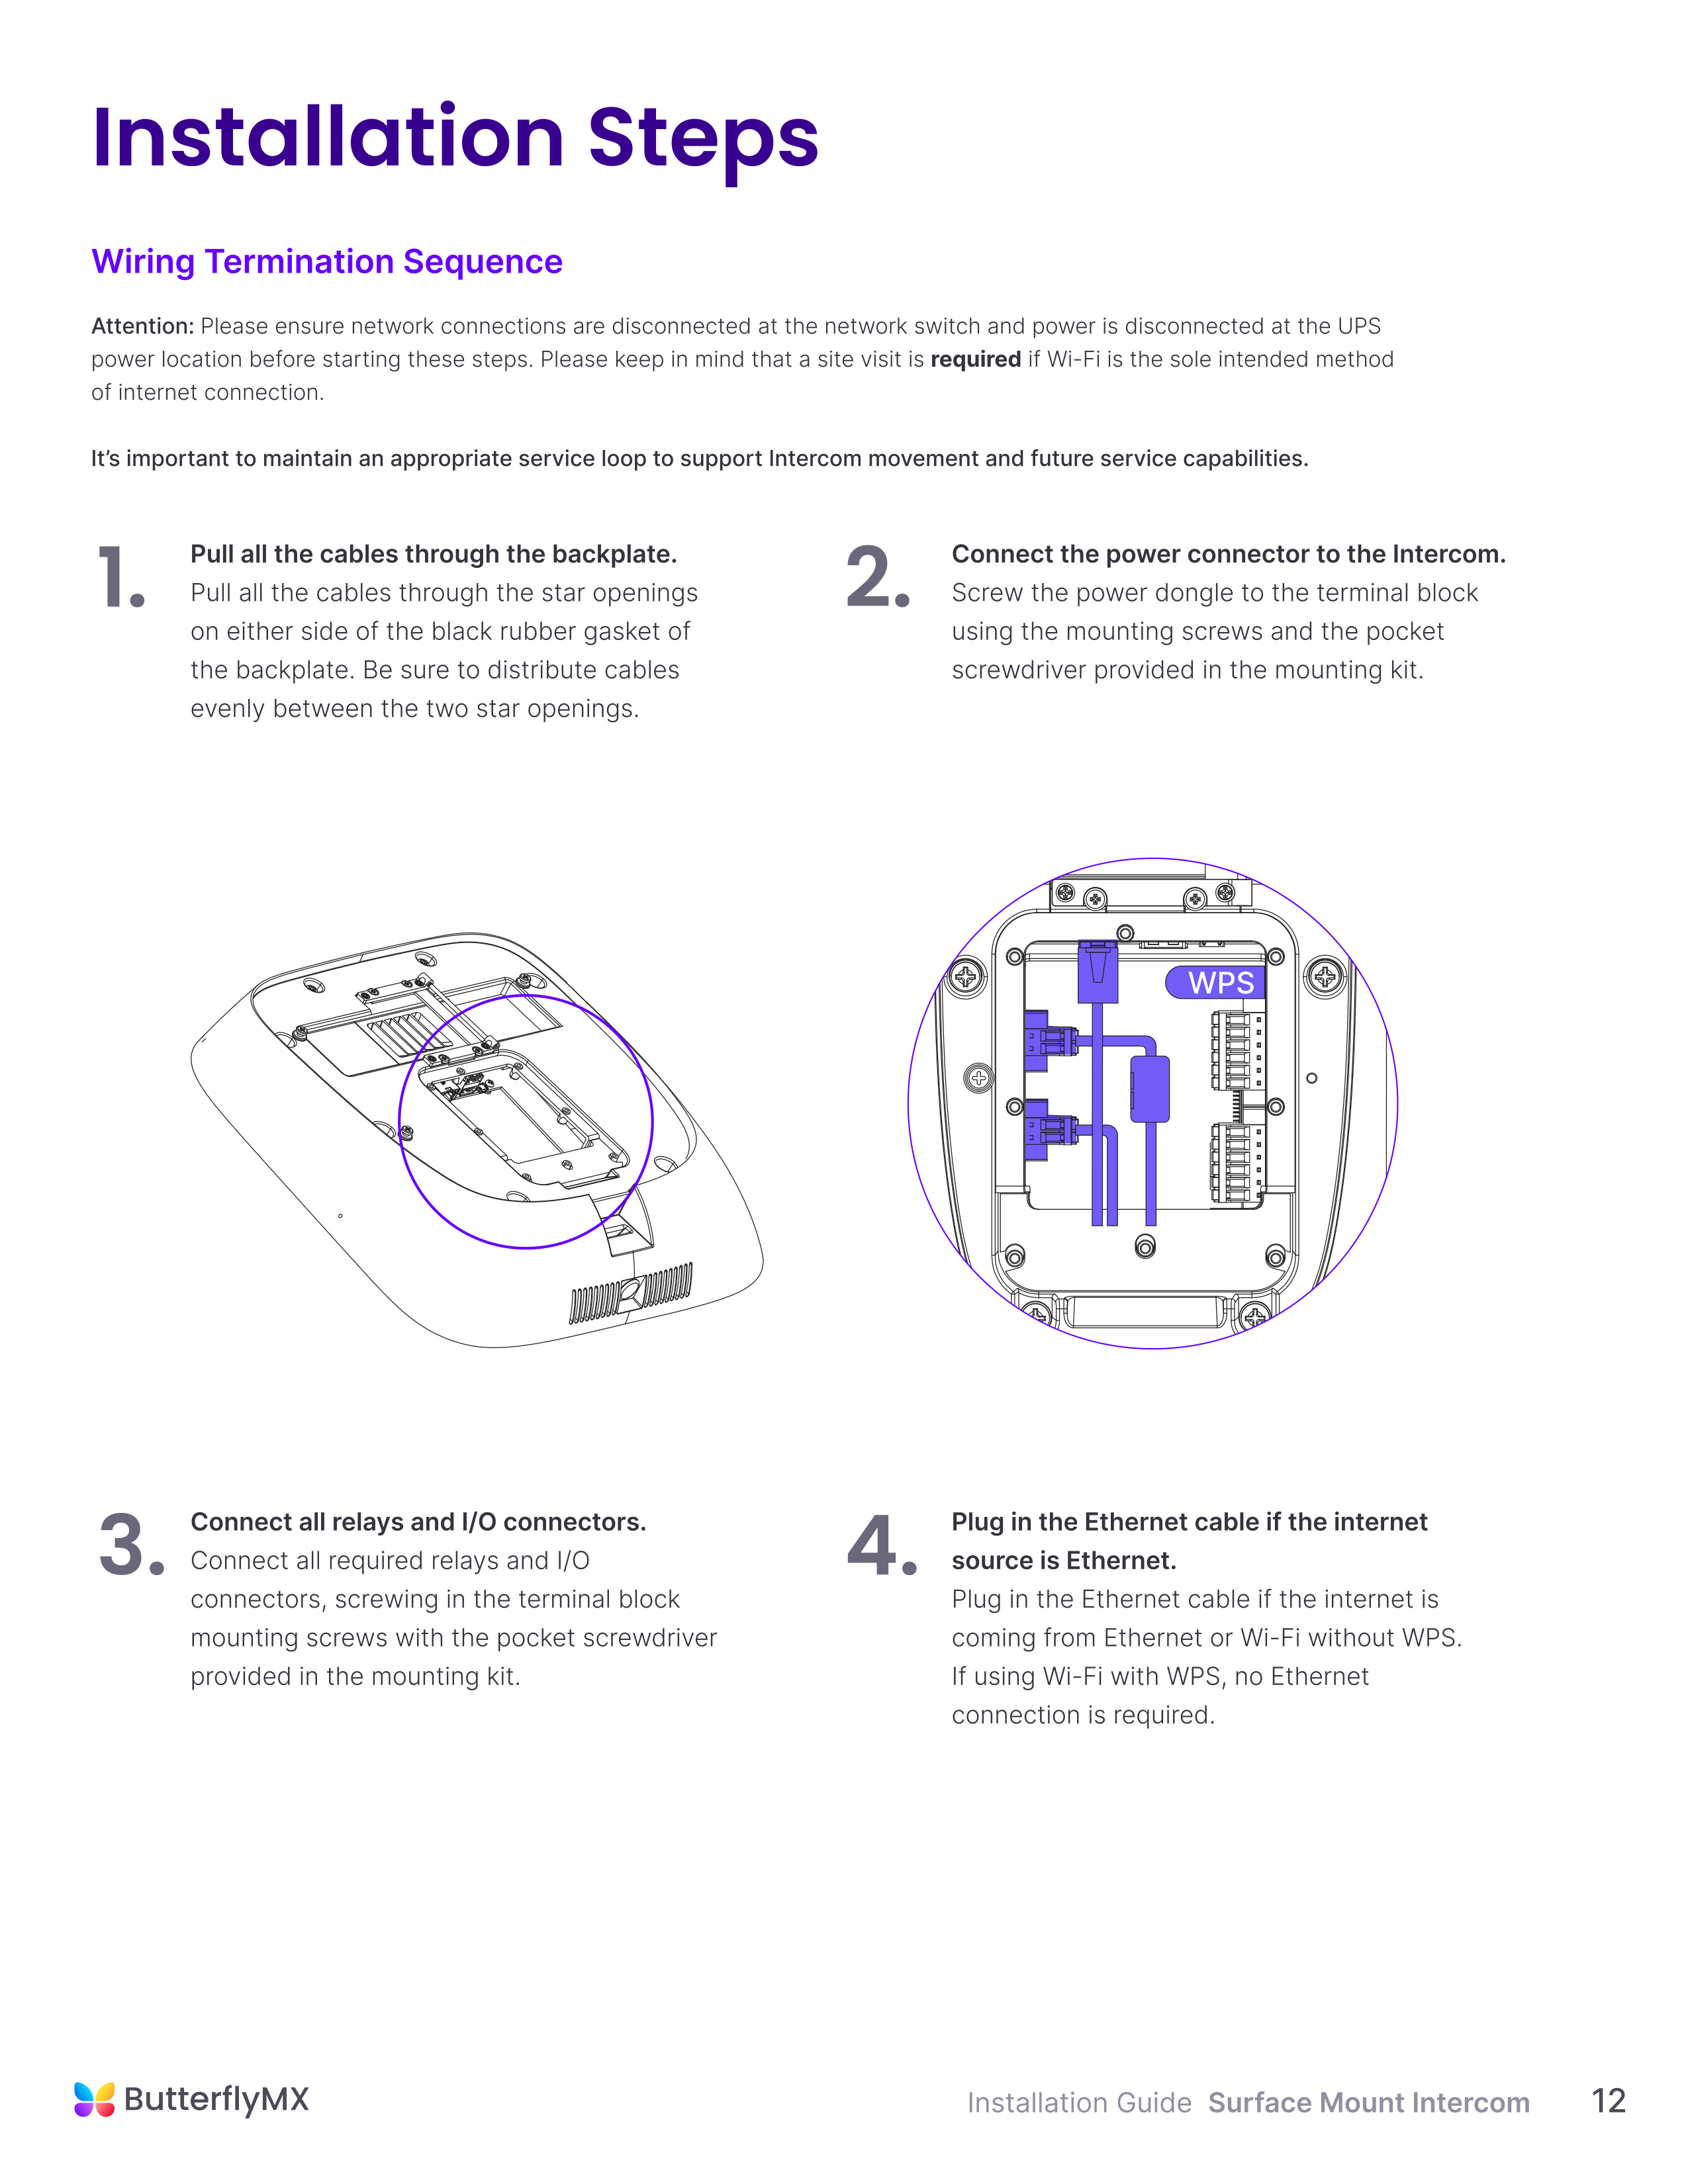 Installation Steps
Wiring Termination Sequence
Attention: Please ensure network connections are disconnected at the network switch and power is disconnected at the UPS
power location before starting these steps. Please keep in mind that a site visit is required if Wi-Fi is the sole intended method
of internet connection.
It’s important to maintain an appropriate service loop to support Intercom movement and future service capabilities.
1.
Pull all the cables through the backplate.
Pull all the cables through the star openings
on either side of the black rubber gasket of
the backplate. Be sure to distribute cables
evenly between the two star openings.
2.
Connect the power connector to the Intercom.
Screw the power dongle to the terminal block
using the mounting screws and the pocket
screwdriver provided in the mounting kit.
WPS
3.
Connect all relays and I/O connectors.
Connect all required relays and I/O
connectors, screwing in the terminal block
mounting screws with the pocket screwdriver
provided in the mounting kit.
4.
Plug in the Ethernet cable if the internet
source is Ethernet.
Plug in the Ethernet cable if the internet is
coming from Ethernet or Wi-Fi without WPS.
If using Wi-Fi with WPS, no Ethernet
connection is required.
ButterflyMX
Installation Guide Surface Mount Intercom 12